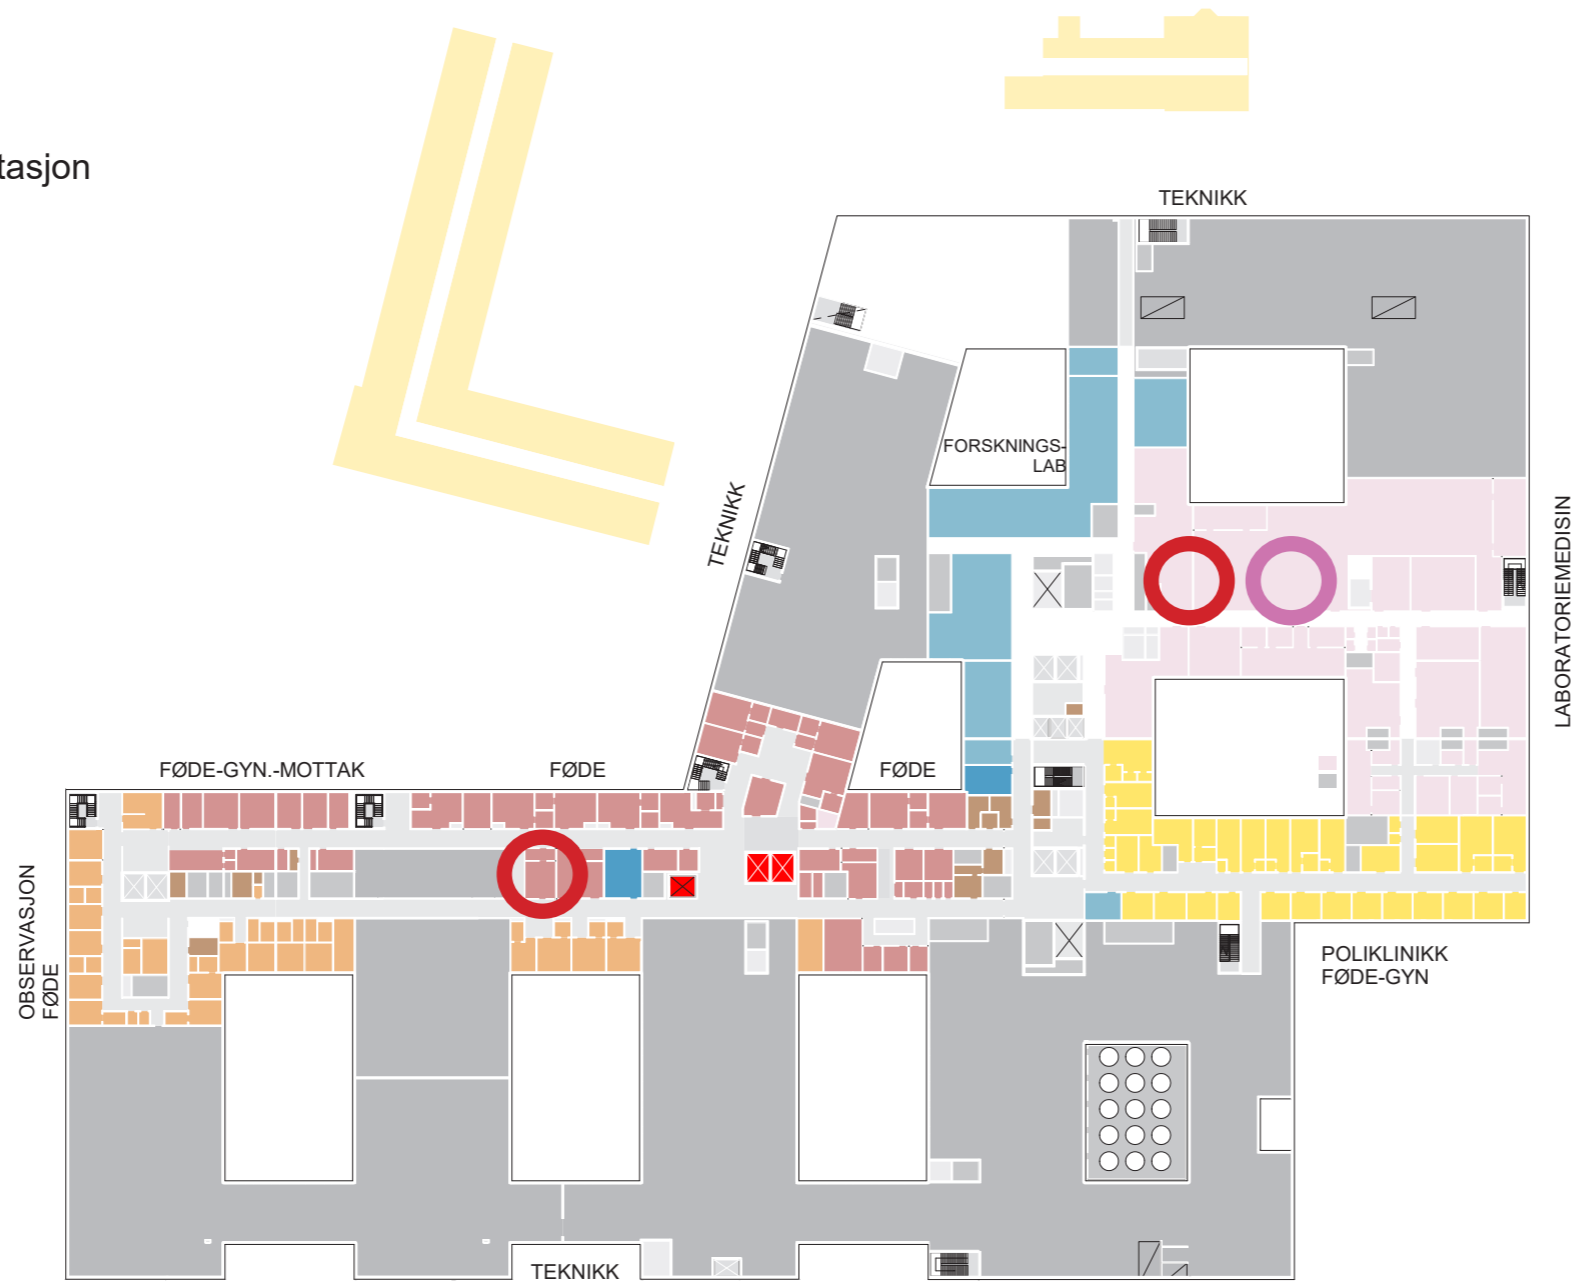 tasjon
TEKNIKK
FORSKNINGS-
LAB
TEKNIKK
LABORATORIEMEDISIN
FØDE-GYN.-MOTTAK
FØDE
FØDE
OBSERVASJON
FØDE
POLIKLINIKK
FØDE-GYN
TEKNIKK